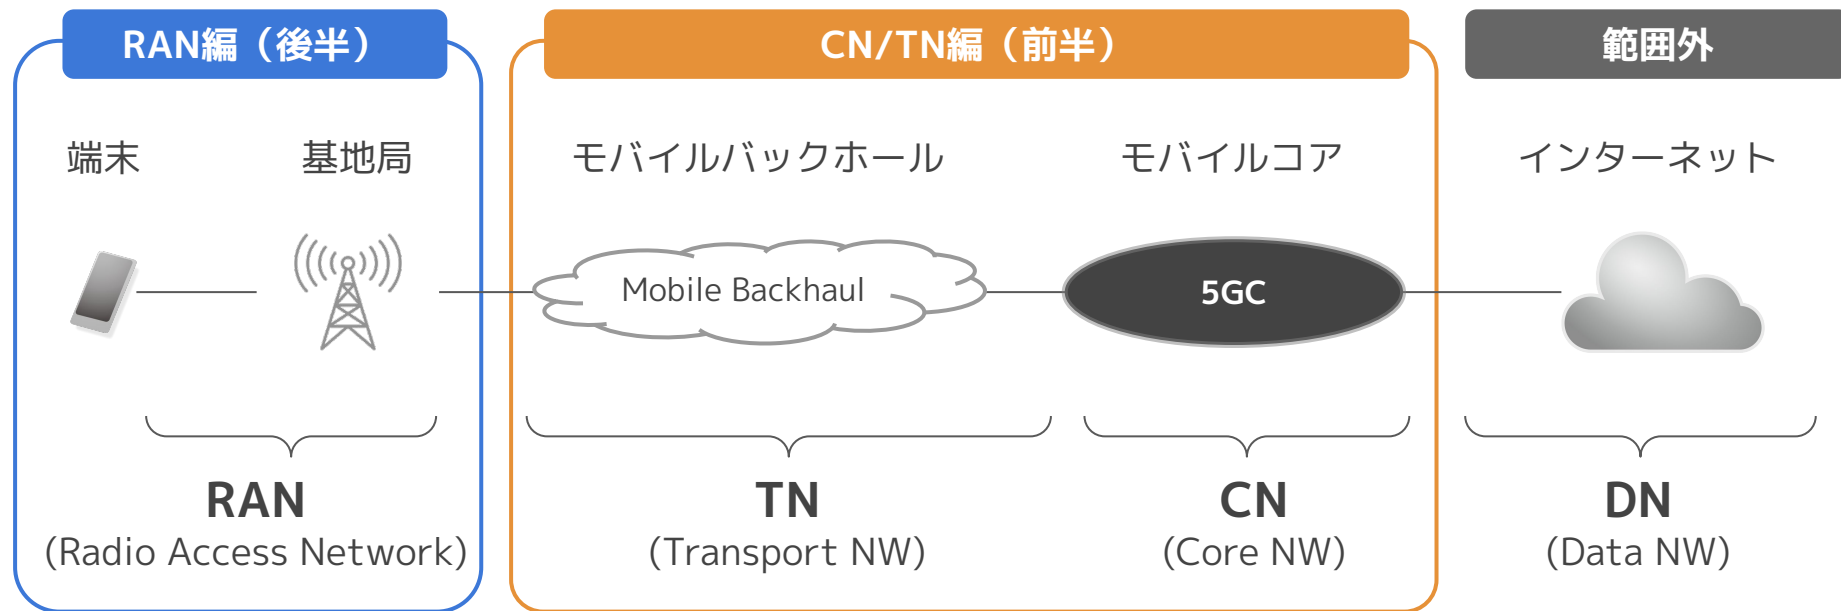 RAN編（後半）
CN/TN編（前半）
範囲外
端末
基地局
モバイルバックホール
モバイルコア
インターネット
Mobile Backhaul
5GC
RAN
(Radio Access Network)
TN
(Transport NW)
CN
(Core NW)
DN
(Data NW)